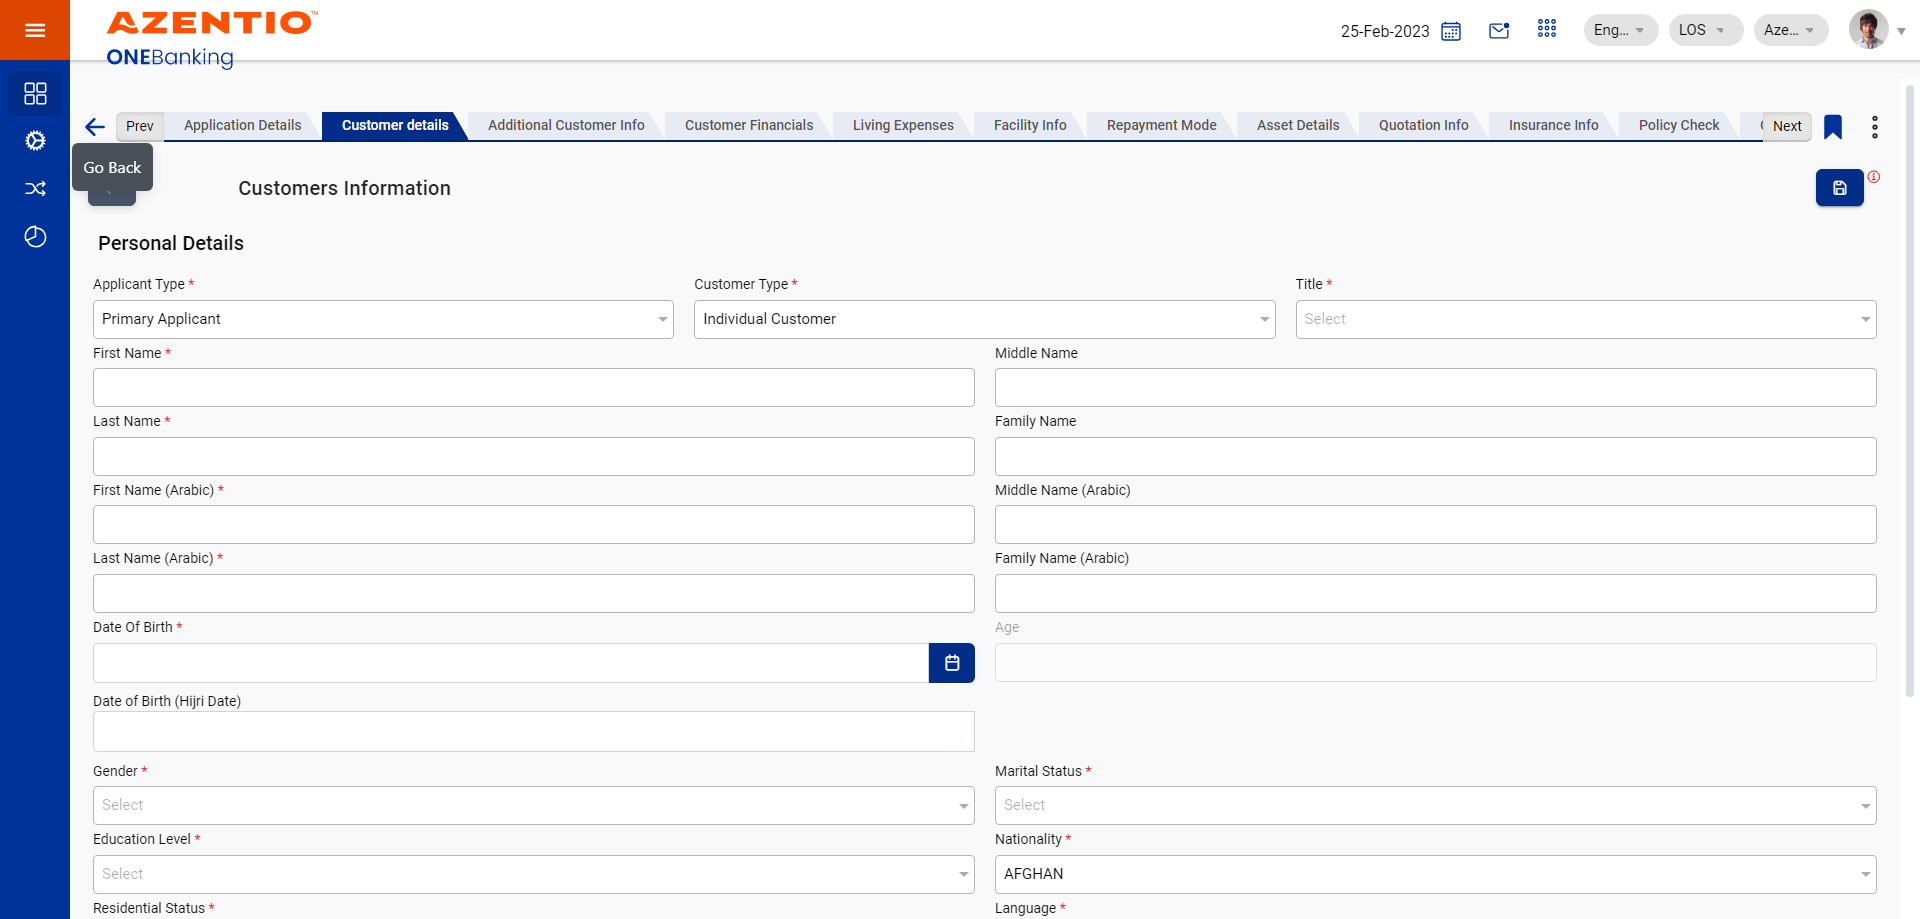 AZENTIO™
ONEBanking
25-Feb-2023
Eng...
LOS
Aze...
Prev
Application Details
Customer details
Additional Customer Info
Customer Financials
Living Expenses
Facility Info
Repayment Mode
Asset Details
Quotation Info
Insurance Info
Policy Check
Next
Go Back
Customers Information
Personal Details
Applicant Type *
Customer Type *
Title *
Primary Applicant
Individual Customer
Select
First Name *
Middle Name
Last Name *
Family Name
First Name (Arabic) *
Middle Name (Arabic)
Last Name (Arabic) *
Family Name (Arabic)
Date Of Birth *
Age
Date of Birth (Hijri Date)
Gender *
Marital Status *
Select
Select
Education Level *
Nationality *
Select
AFGHAN
Residential Status *
Language *